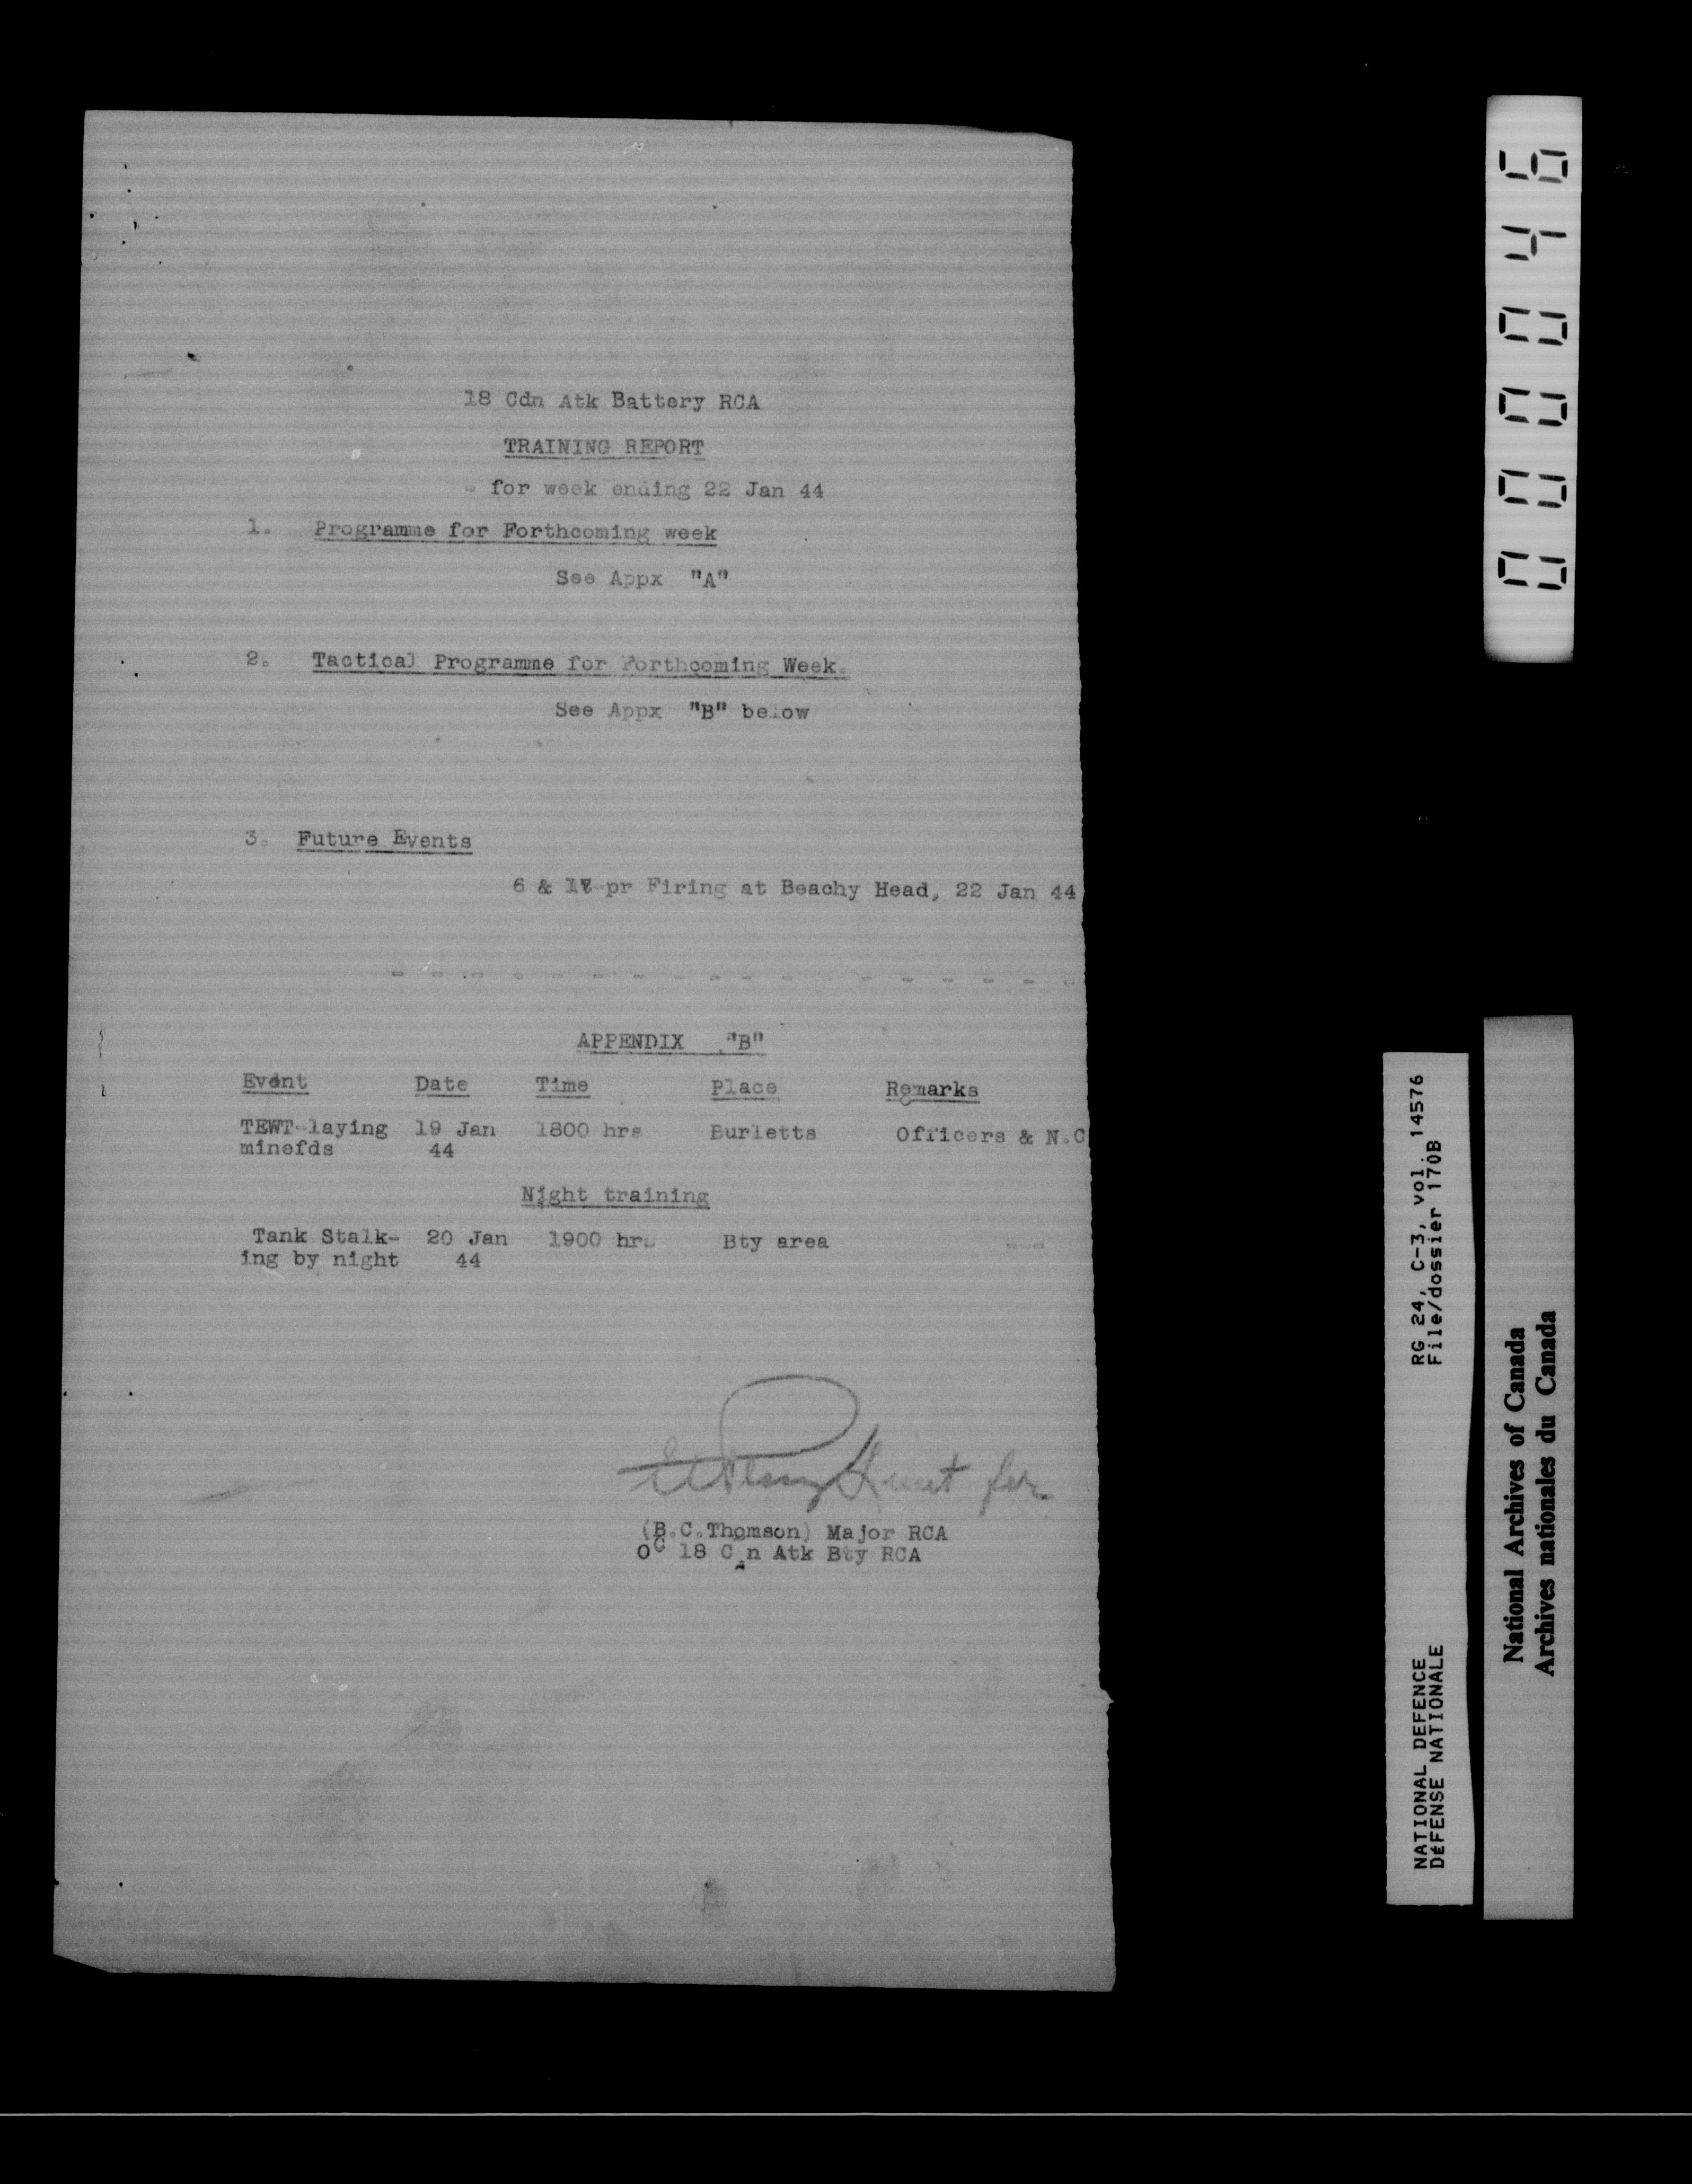 18 Cdn Atk Battery RCA
TRAINING REPORT
- for week ending 22 Jan 44
1. Programme for Forthcoming week
See Appx "A"
2. Tactical Programme for Forthcoming Week.
See Appx "B" below
3. Future Events
6 & 17 pr Firing at Beachy Head, 22 Jan 44
- - - - - - - - - - - - - - - - - -
APPENDIX "B"
Event Date Time Place Remarks
TEWT-laying 19 Jan 1800 hrs Burletts Officers & N.C
minefds 44
Night training
Tank Stalk- 20 Jan 1900 hrs Bty area ---
ing by night 44
for
(B.C.Thomson) Major RCA
OC 18 C n Atk Bty RCA
000046
RG 24, C-3, vol. 14576
File/dossier 170B
NATIONAL DEFENCE
DÉFENSE NATIONALE
National Archives of Canada
Archives nationales du Canada